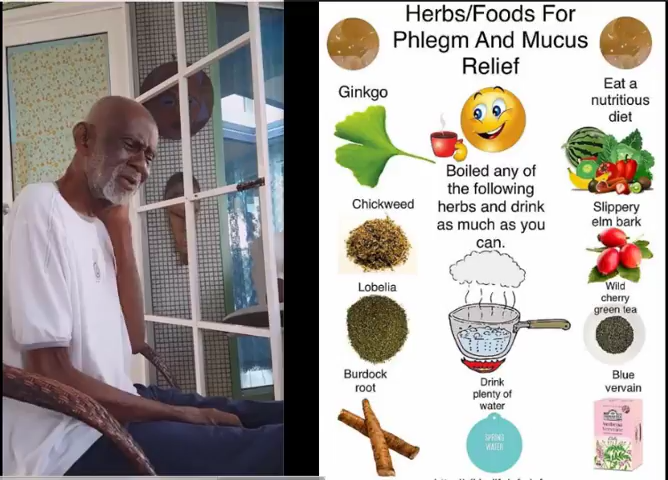 Herbs/Foods For
Phlegm And Mucus
Relief
Ginkgo
Eat a
nutritious
diet
Boiled any of
the following
herbs and drink
as much as you
can.
Chickweed
Slippery
elm bark
Lobelia
Wild
cherry
green tea
Burdock
root
Drink
plenty of
water
Blue
vervain
SPRING
WATER